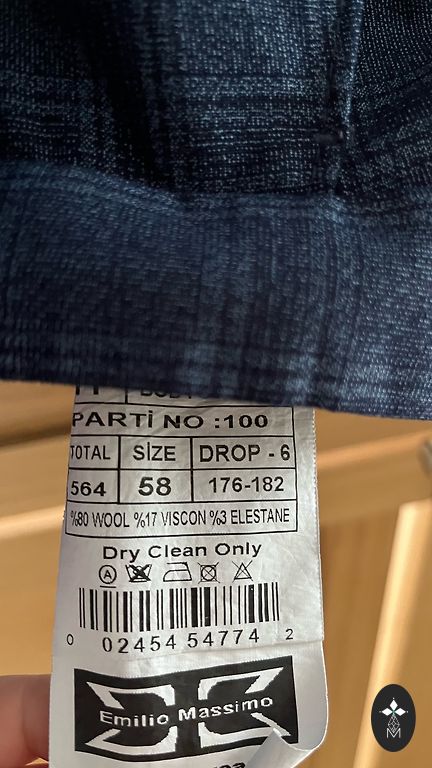 PARTİ NO :100
TOTAL SİZE DROP - 6
564 58 176-182
%80 WOOL %17 VISCON %3 ELESTANE
Dry Clean Only
A
0 02454 54774 2
Emilio Massimo
M